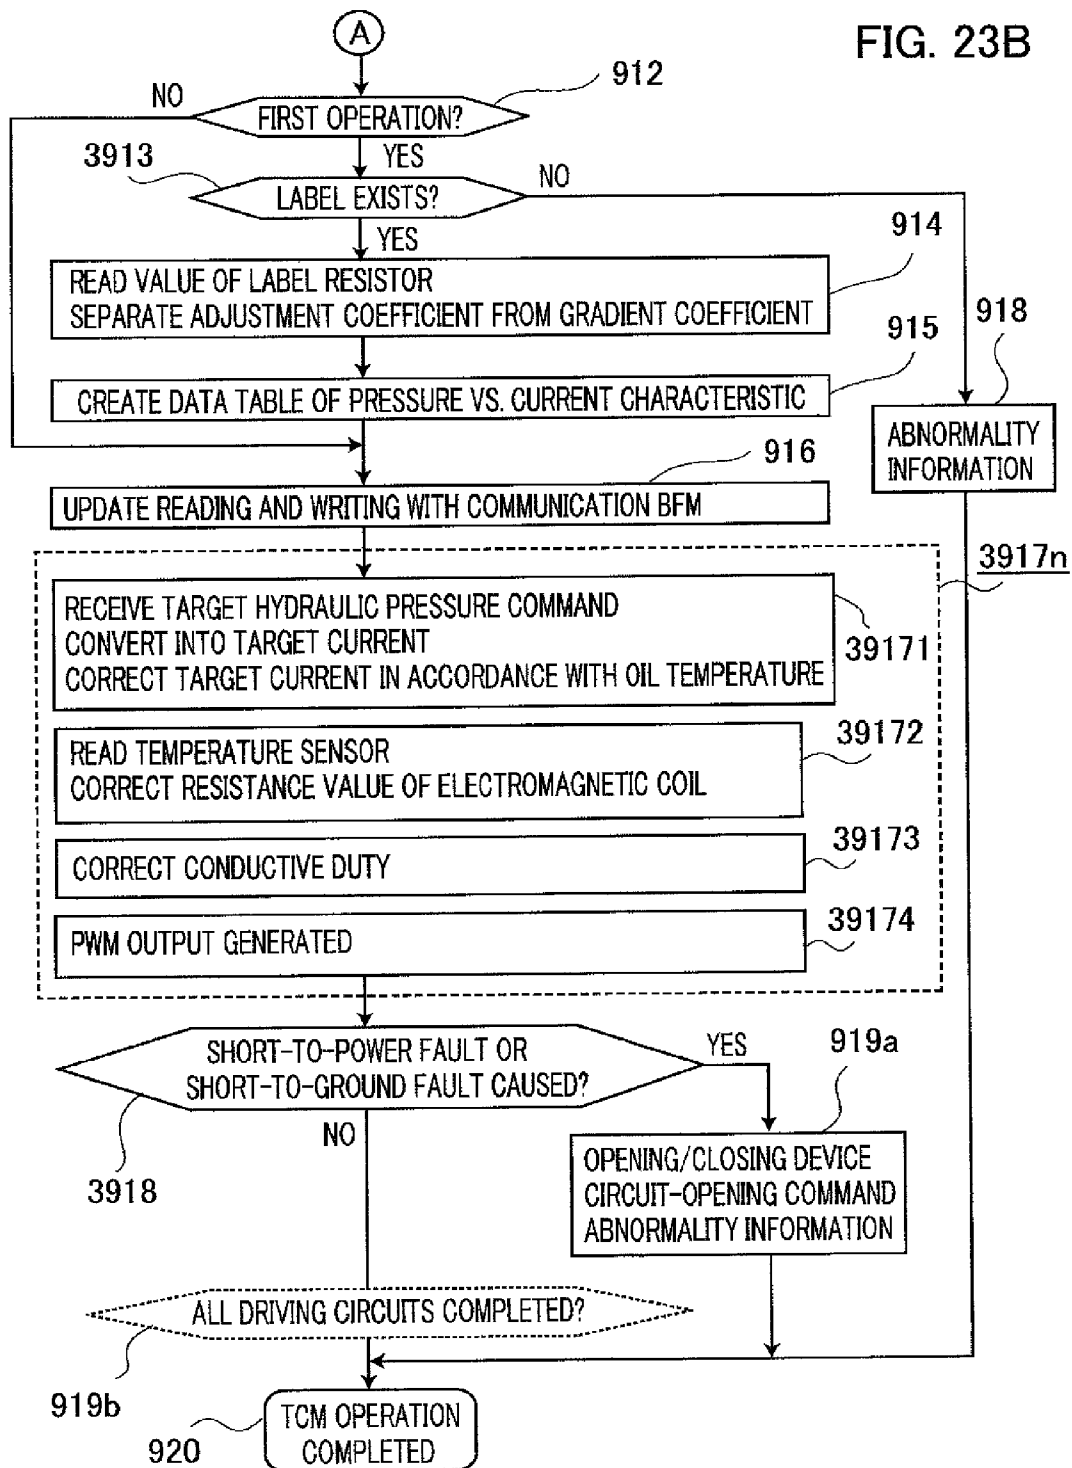 A
FIG. 23B
912
NO
FIRST OPERATION?
YES
3913
LABEL EXISTS?
NO
YES
914
READ VALUE OF LABEL RESISTOR
SEPARATE ADJUSTMENT COEFFICIENT FROM GRADIENT COEFFICIENT
918
915
CREATE DATA TABLE OF PRESSURE VS. CURRENT CHARACTERISTIC
ABNORMALITY
INFORMATION
916
UPDATE READING AND WRITING WITH COMMUNICATION BFM
3917n
RECEIVE TARGET HYDRAULIC PRESSURE COMMAND
CONVERT INTO TARGET CURRENT
CORRECT TARGET CURRENT IN ACCORDANCE WITH OIL TEMPERATURE
39171
39172
READ TEMPERATURE SENSOR
CORRECT RESISTANCE VALUE OF ELECTROMAGNETIC COIL
39173
CORRECT CONDUCTIVE DUTY
39174
PWM OUTPUT GENERATED
SHORT-TO-POWER FAULT OR
SHORT-TO-GROUND FAULT CAUSED?
YES
919a
NO
3918
OPENING/CLOSING DEVICE
CIRCUIT-OPENING COMMAND
ABNORMALITY INFORMATION
ALL DRIVING CIRCUITS COMPLETED?
919b
TCM OPERATION
COMPLETED
920